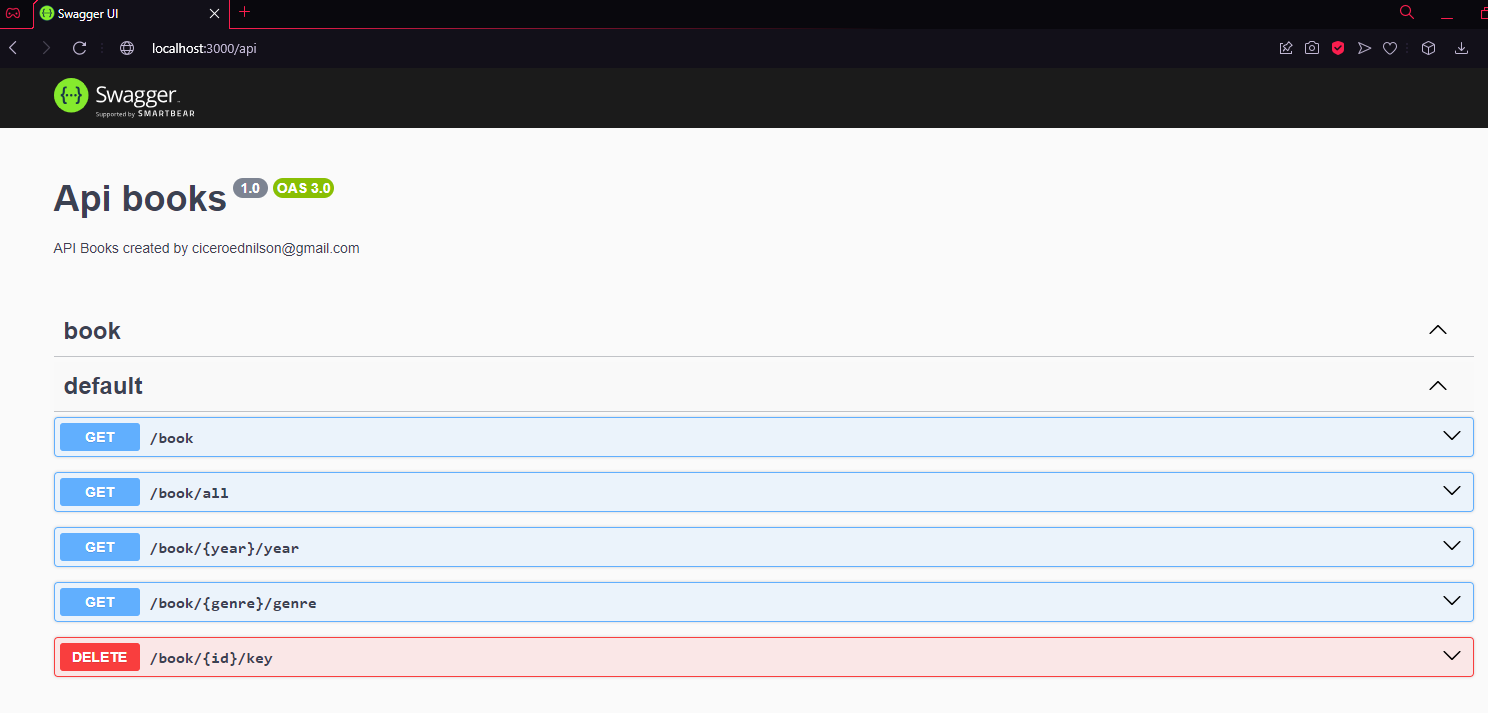 Swagger UI
localhost:3000/api
{···} Swagger
Supported by SMARTBEAR
Api books 1.0 OAS 3.0
API Books created by ciceroednilson@gmail.com
book
default
GET /book
GET /book/all
GET /book/{year}/year
GET /book/{genre}/genre
DELETE /book/{id}/key